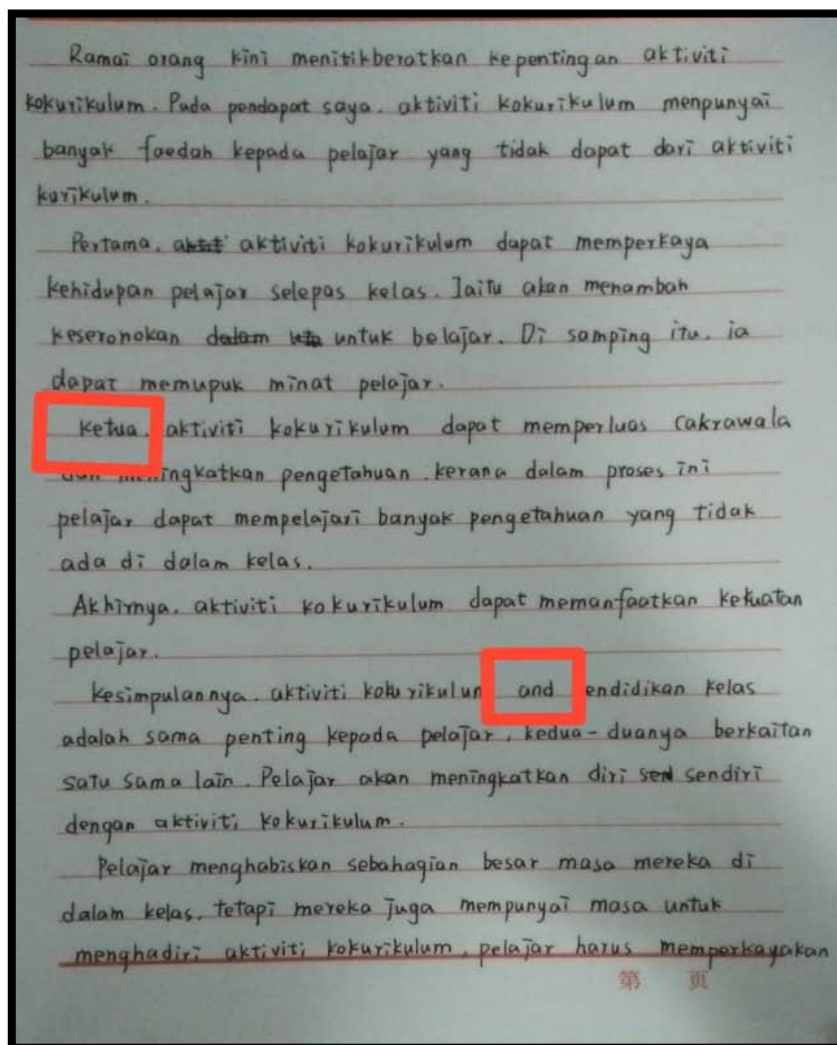 Ramai orang kini menitikberatkan kepentingan aktiviti
kokurikulum. Pada pendapat saya. aktiviti kokurikulum menpunyai
banyak faedah kepada pelajar yang tidak dapat dari aktiviti
kurikulum.
Pertama. aktiviti kokurikulum dapat memperkaya
kehidupan pelajar selepas kelas. Iaitu akan menambah
keseronokan untuk belajar. Di samping itu. ia
dapat memupuk minat pelajar.
Ketua. aktiviti kokurikulum dapat memperluas cakrawala
dan meningkatkan pengetahuan. kerana dalam proses ini
pelajar dapat mempelajari banyak pengetahuan yang tidak
ada di dalam kelas.
Akhirnya. aktiviti kokurikulum dapat memanfaatkan kekuatan
pelajar.
Kesimpulannya. aktiviti kokurikulum and endidikan kelas
adalah sama penting kepada pelajar, kedua-duanya berkaitan
satu sama lain. Pelajar akan meningkatkan diri sendiri
dengan aktiviti kokurikulum.
Pelajar menghabiskan sebahagian besar masa mereka di
dalam kelas. tetapi mereka juga mempunyai masa untuk
menghadiri aktiviti kokurikulum, pelajar harus memperkayakan
第 页